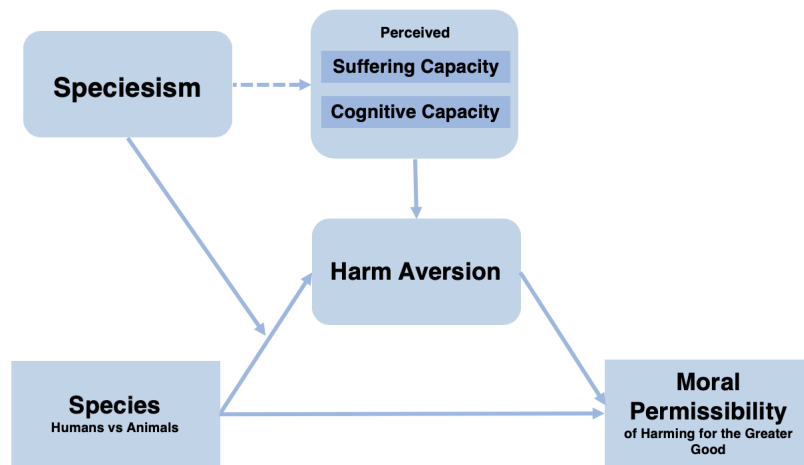 Perceived
Suffering Capacity
Speciesism
Cognitive Capacity
Harm Aversion
Species
Humans vs Animals
Moral
Permissibility
of Harming for the Greater
Good